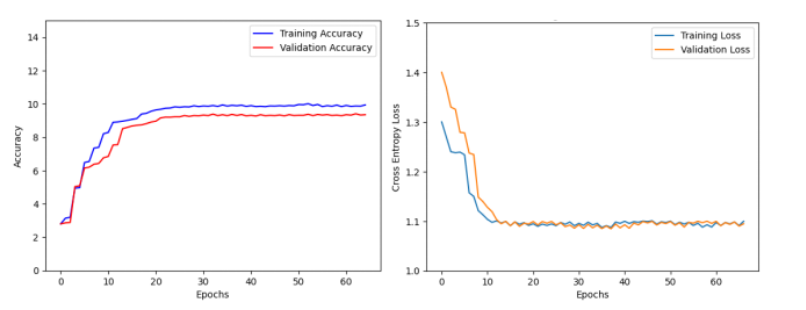 14
12
10
8
6
4
2
0
Accuracy
0 10 20 30 40 50 60
Epochs
Training Accuracy
Validation Accuracy
1.5
1.4
1.3
1.2
1.1
1.0
Cross Entropy Loss
0 10 20 30 40 50 60
Epochs
Training Loss
Validation Loss